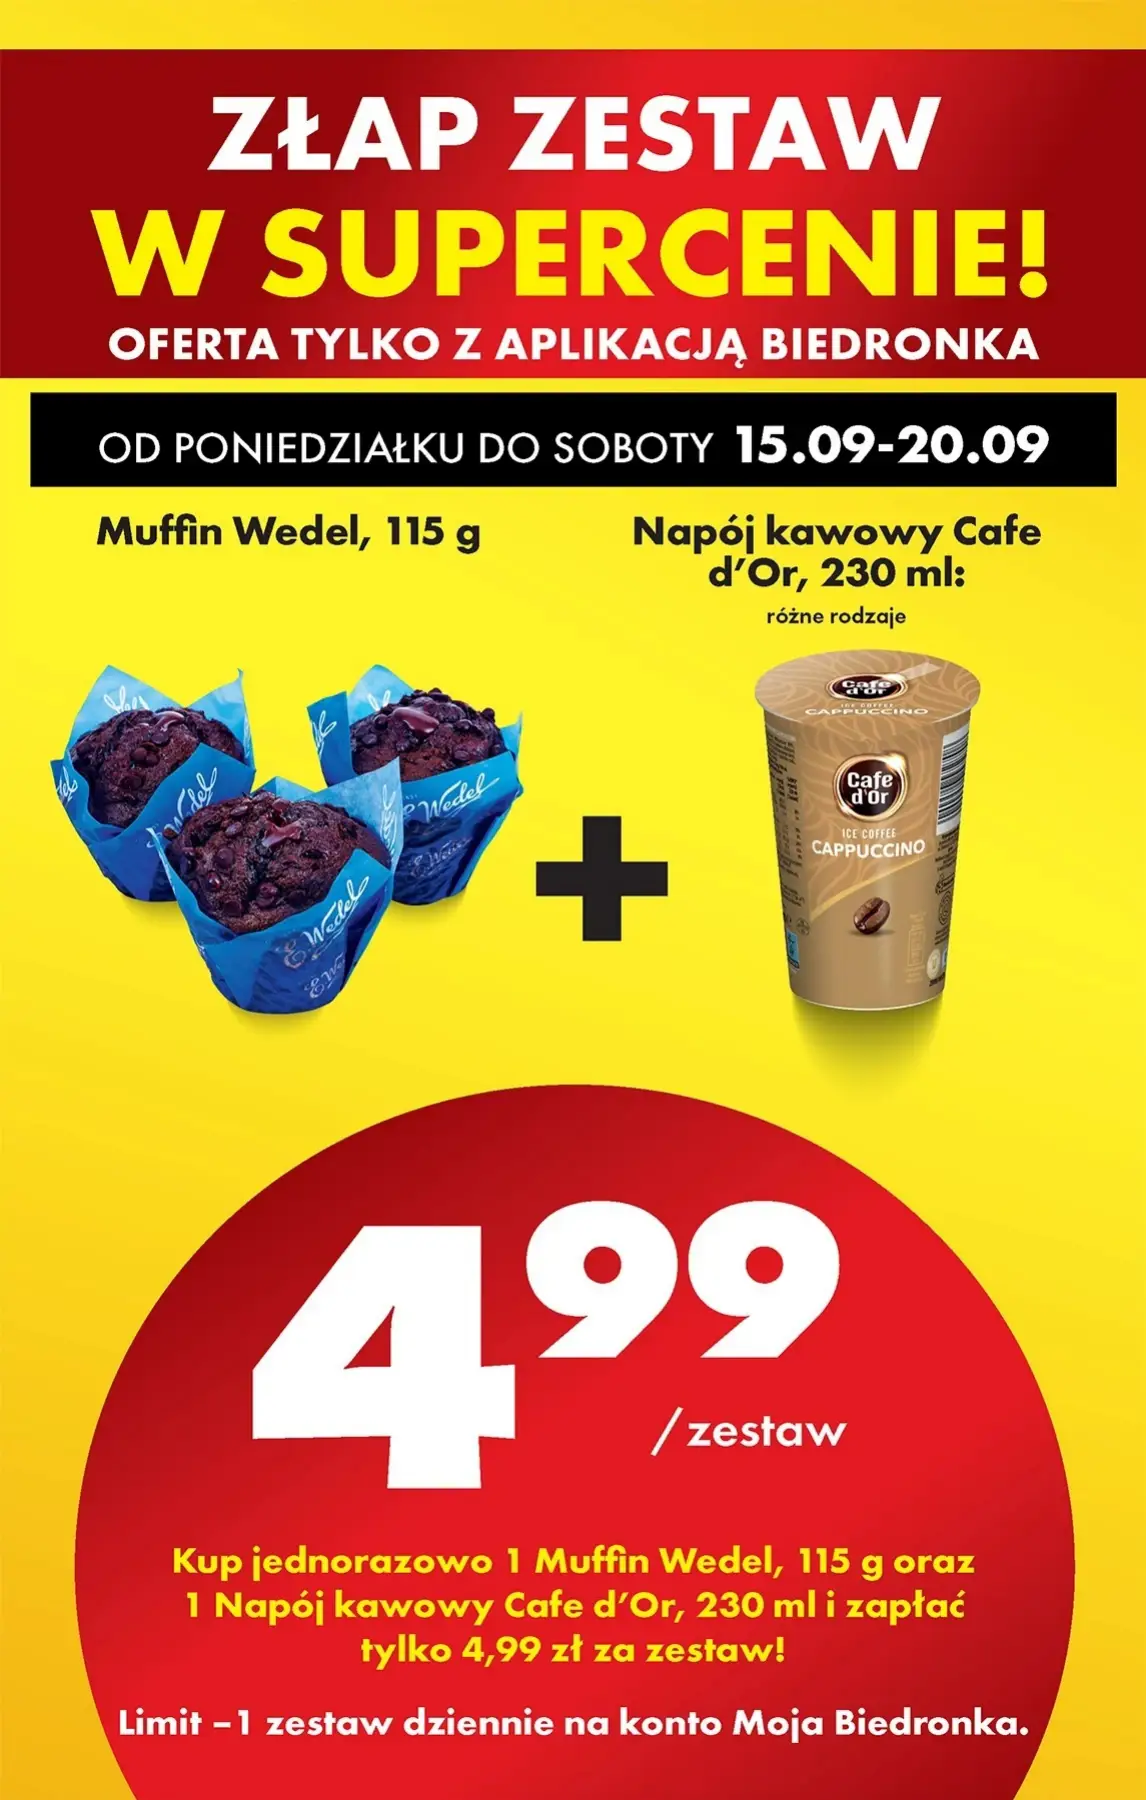 ZŁAP ZESTAW
W SUPERCENIE!
OFERTA TYLKO Z APLIKACJĄ BIEDRONKA
OD PONIEDZIAŁKU DO SOBOTY 15.09-20.09
Muffin Wedel, 115 g
Napój kawowy Cafe
d'Or, 230 ml:
różne rodzaje
Wedel
Wedel
E. Wedel
Cafe
d'Or
ICE COFFEE
CAPPUCCINO
Cafe
d'Or
ICE COFFEE
CAPPUCCINO
+
4 99
/zestaw
Kup jednorazowo 1 Muffin Wedel, 115 g oraz
1 Napój kawowy Cafe d'Or, 230 ml i zapłać
tylko 4,99 zł za zestaw!
Limit – 1 zestaw dziennie na konto Moja Biedronka.